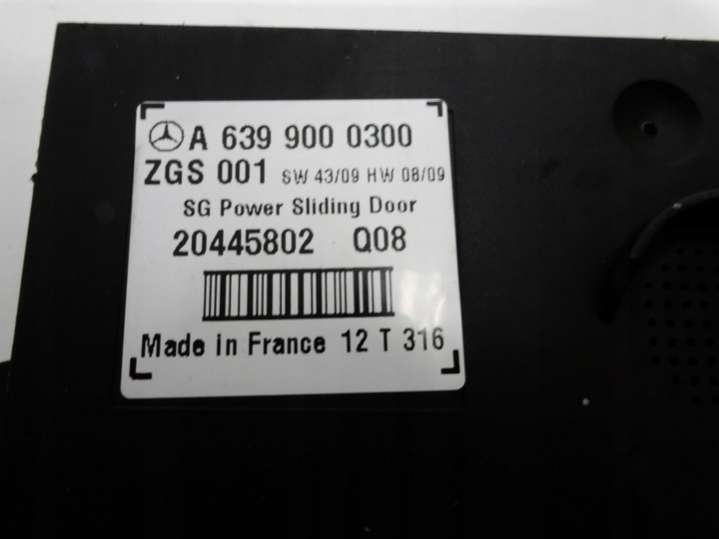 A 639 900 0300
ZGS 001 SW 43/09 HW 08/09
SG Power Sliding Door
20445802 Q08
Made in France 12 T 316